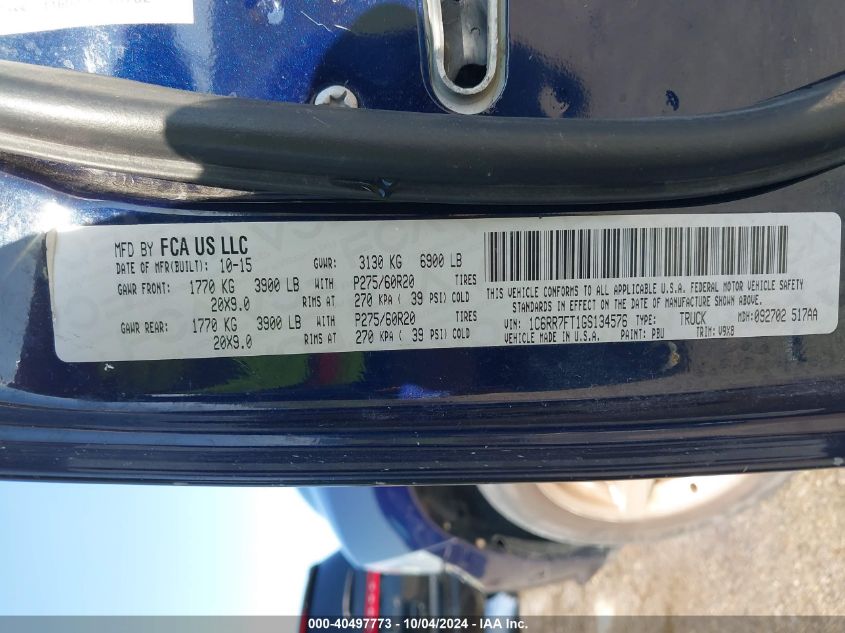 MFD BY FCA US LLC
DATE OF MFR(BUILT): 10-15 GVWR: 3130 KG 6900 LB
GAWR FRONT: 1770 KG 3900 LB WITH P275/60R20 TIRES
20X9.0 RIMS AT 270 KPA ( 39 PSI) COLD
GAWR REAR: 1770 KG 3900 LB WITH P275/60R20 TIRES
20X9.0 RIMS AT 270 KPA ( 39 PSI) COLD
THIS VEHICLE CONFORMS TO ALL APPLICABLE U.S.A. FEDERAL MOTOR VEHICLE SAFETY
STANDARDS IN EFFECT ON THE DATE OF MANUFACTURE SHOWN ABOVE.
VIN: 1C6RR7FT1GS134576 TYPE: TRUCK MDH:092702 517AA
VEHICLE MADE IN U.S.A. PAINT: PBU TRIM: V9X8
000-40497773 - 10/04/2024 - IAA Inc.